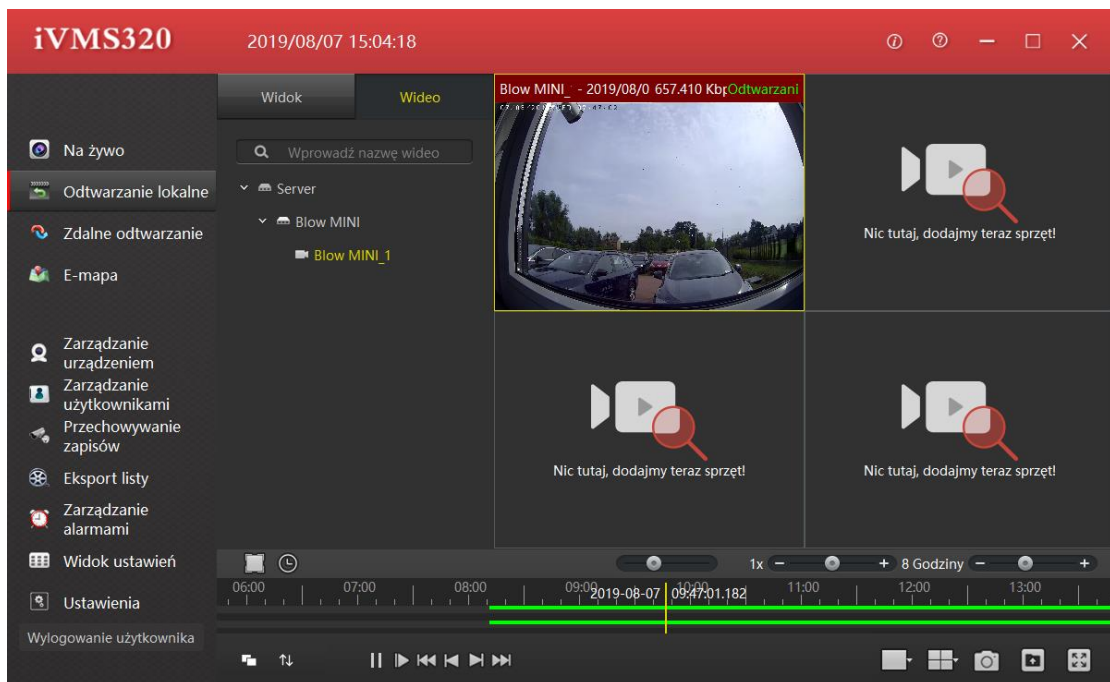 iVMS320
2019/08/07 15:04:18
Widok
Wideo
Wprowadź nazwę wideo
Server
Blow MINI
Blow MINI_1
Na żywo
Odtwarzanie lokalne
Zdalne odtwarzanie
E-mapa
Zarządzanie
urządzeniem
Zarządzanie
użytkownikami
Przechowywanie
zapisów
Eksport listy
Zarządzanie
alarmami
Widok ustawień
Ustawienia
Wylogowanie użytkownika
Blow MINI_ - 2019/08/0 657.410 Kbp Odtwarzani
Nic tutaj, dodajmy teraz sprzęt!
Nic tutaj, dodajmy teraz sprzęt!
Nic tutaj, dodajmy teraz sprzęt!
1x
8 Godziny
06:00 07:00 08:00 09:00 10:00 11:00 12:00 13:00
2019-08-07 09:47:01.182